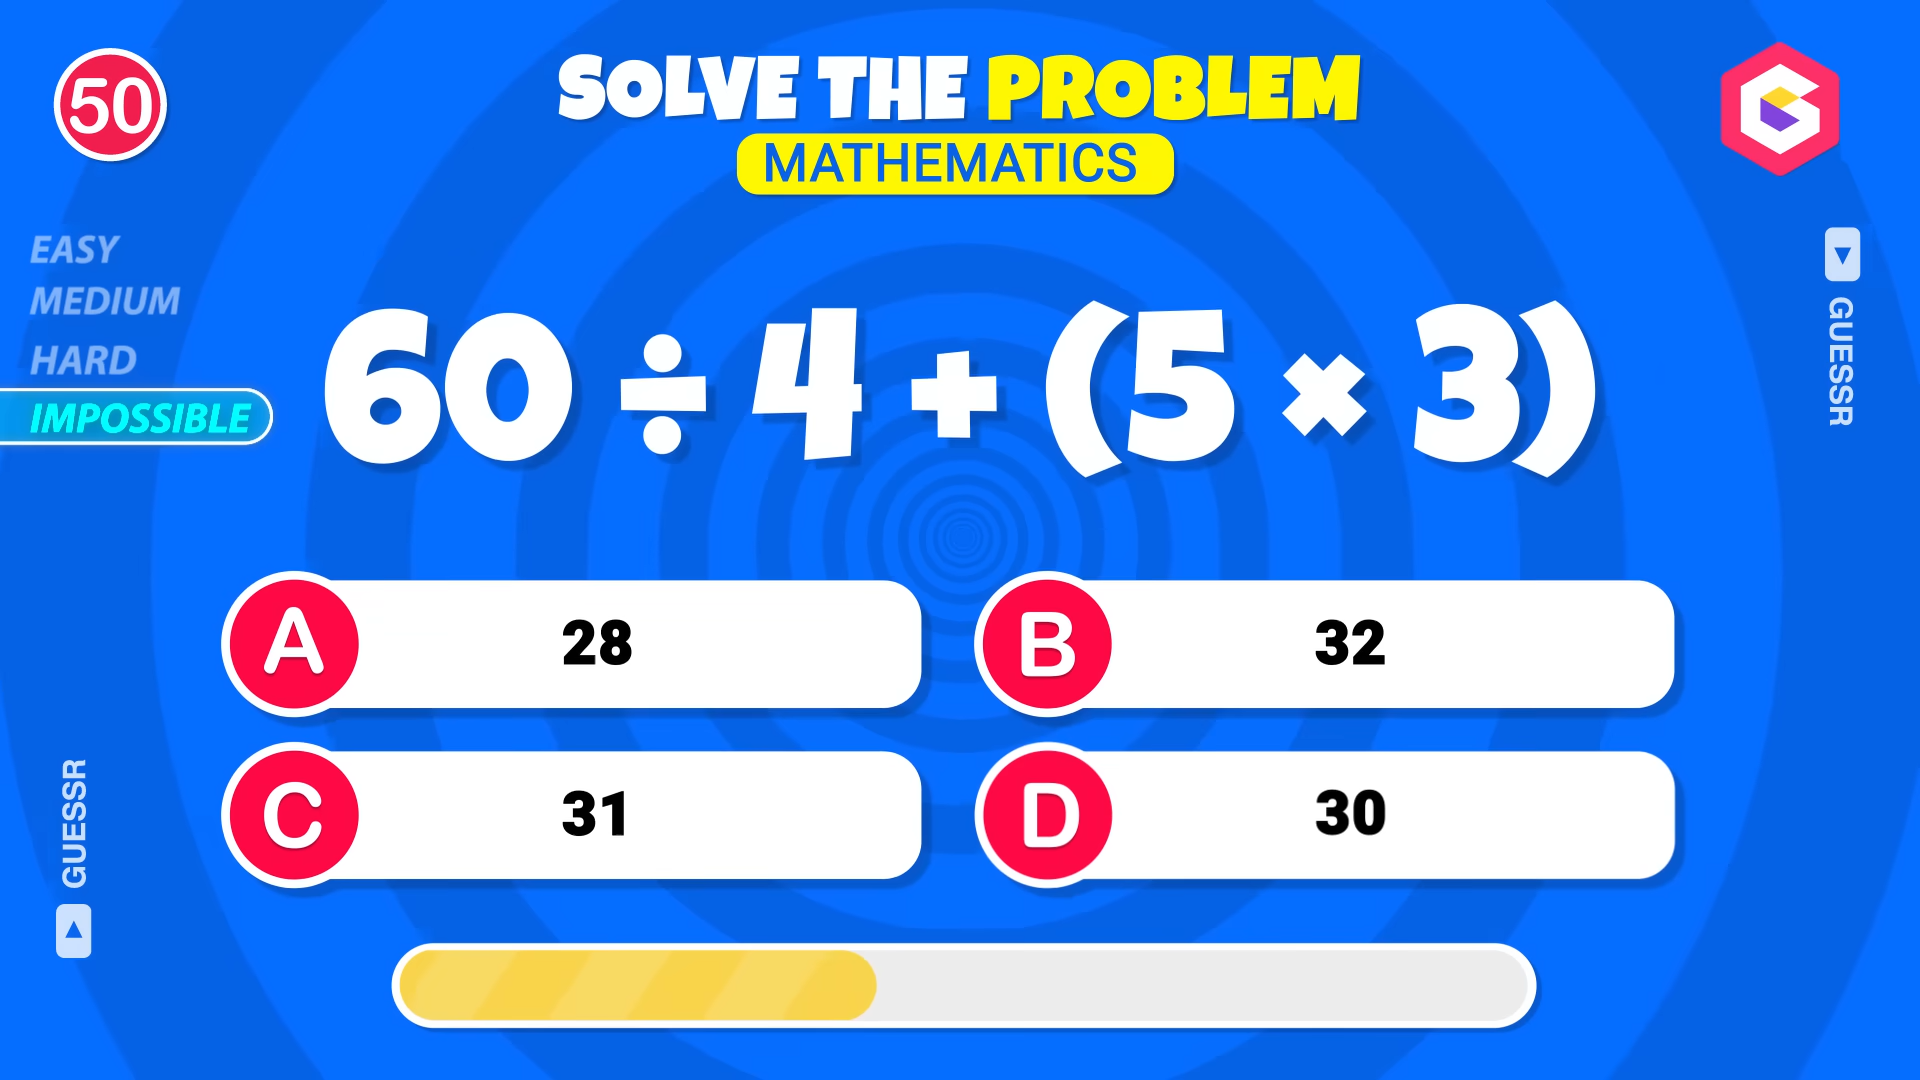 50
SOLVE THE PROBLEM
MATHEMATICS
EASY
MEDIUM
HARD
IMPOSSIBLE
60 ÷ 4 + (5 × 3)
GUESSR
A 28
B 32
C 31
D 30
GUESSR